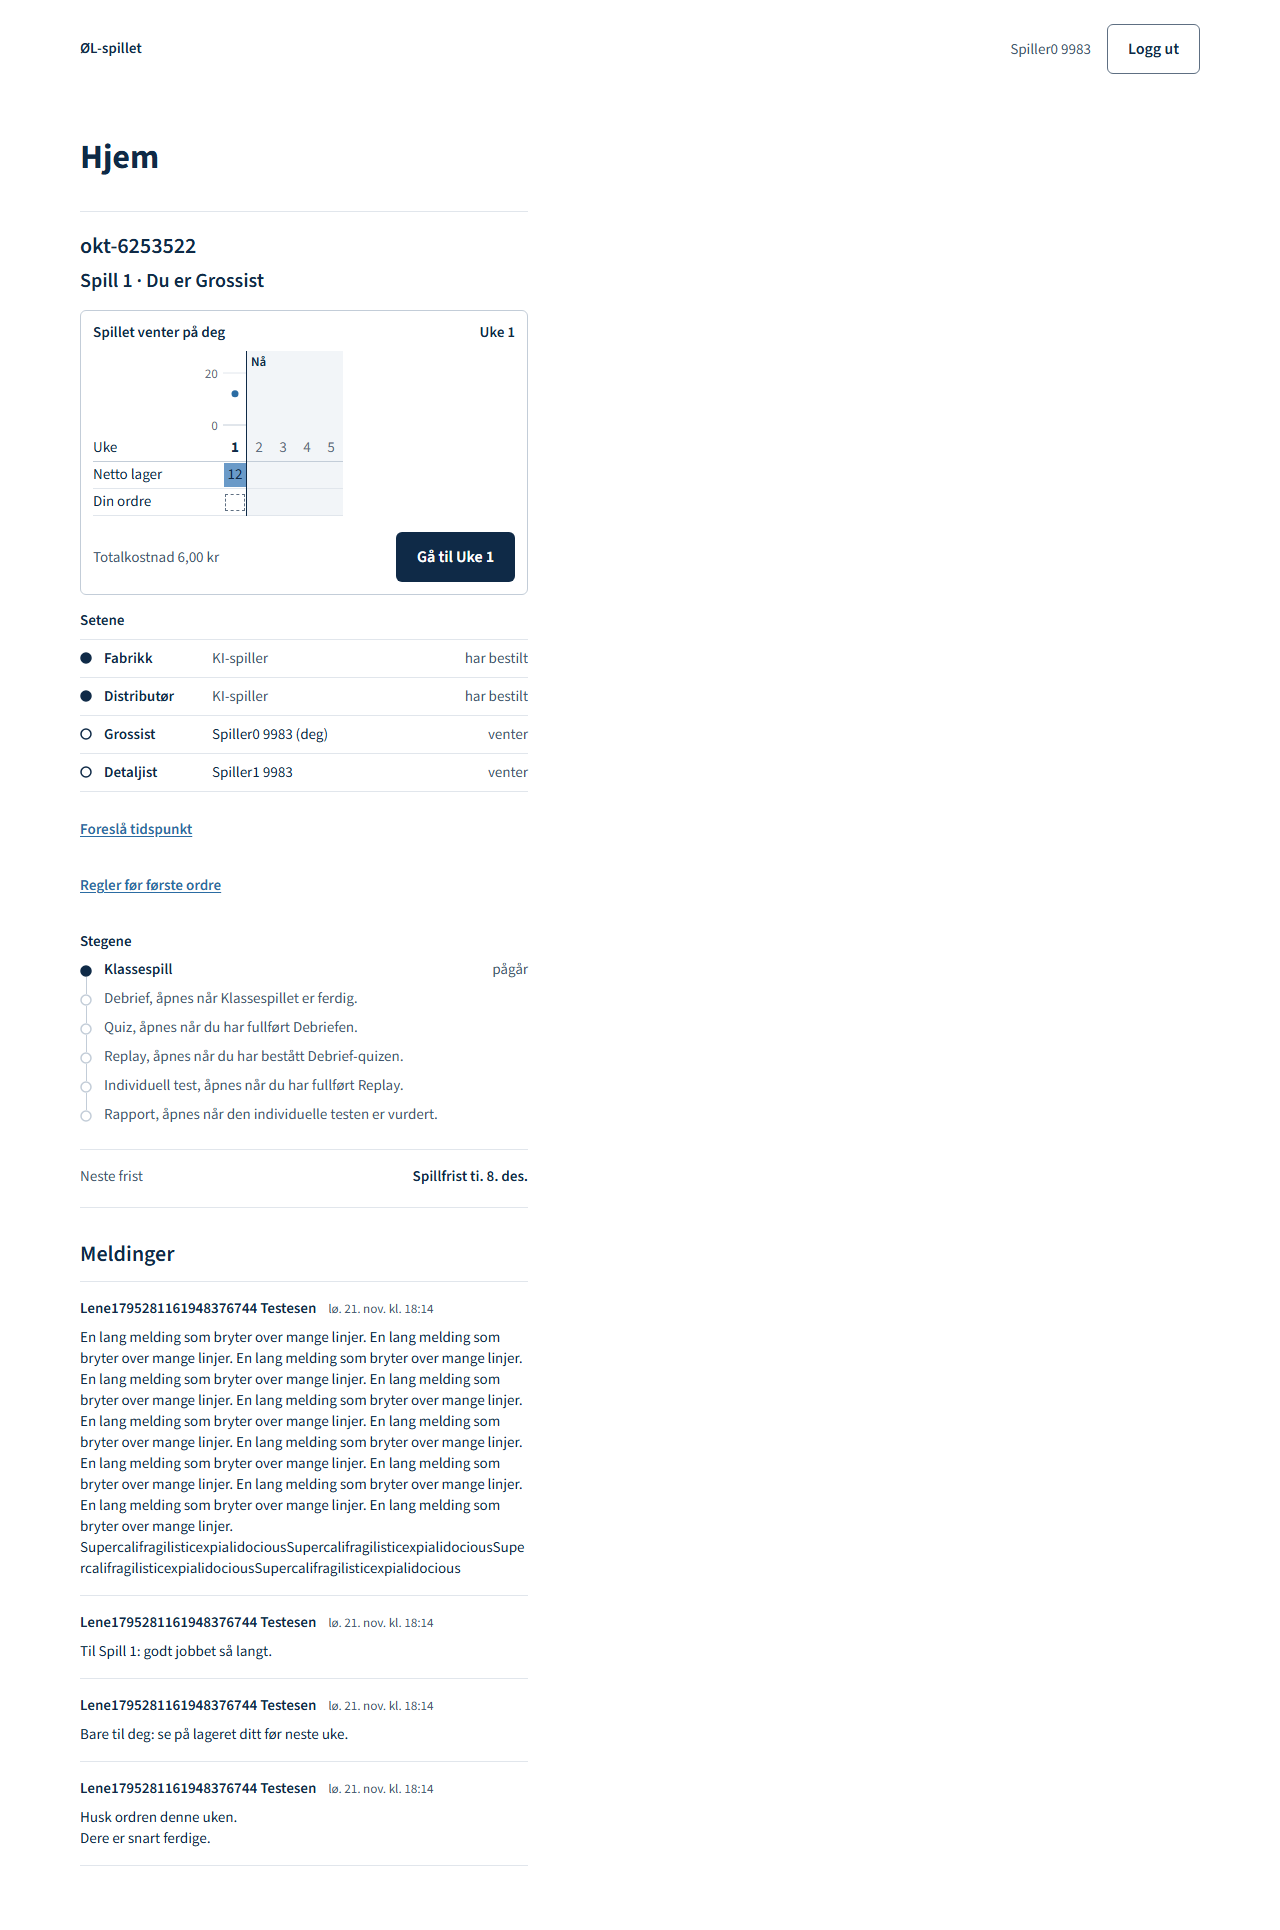 ØL-spillet
Spiller0 9983
Logg ut
Hjem
okt-6253522
Spill 1 · Du er Grossist
Spillet venter på deg
Uke 1
Nå
20
0
Uke 1 2 3 4 5
Netto lager 12
Din ordre
Totalkostnad 6,00 kr
Gå til Uke 1
Setene
Fabrikk KI-spiller har bestilt
Distributør KI-spiller har bestilt
Grossist Spiller0 9983 (deg) venter
Detaljist Spiller1 9983 venter
Foreslå tidspunkt
Regler før første ordre
Stegene
Klassespill pågår
Debrief, åpnes når Klassespillet er ferdig.
Quiz, åpnes når du har fullført Debriefen.
Replay, åpnes når du har bestått Debrief-quizen.
Individuell test, åpnes når du har fullført Replay.
Rapport, åpnes når den individuelle testen er vurdert.
Neste frist Spillfrist ti. 8. des.
Meldinger
Lene1795281161948376744 Testesen lø. 21. nov. kl. 18:14
En lang melding som bryter over mange linjer. En lang melding som
bryter over mange linjer. En lang melding som bryter over mange linjer.
En lang melding som bryter over mange linjer. En lang melding som
bryter over mange linjer. En lang melding som bryter over mange linjer.
En lang melding som bryter over mange linjer. En lang melding som
bryter over mange linjer. En lang melding som bryter over mange linjer.
En lang melding som bryter over mange linjer. En lang melding som
bryter over mange linjer. En lang melding som bryter over mange linjer.
En lang melding som bryter over mange linjer. En lang melding som
bryter over mange linjer.
SupercalifragilisticexpialidociousSupercalifragilisticexpialidociousSupe
rcalifragilisticexpialidociousSupercalifragilisticexpialidocious
Lene1795281161948376744 Testesen lø. 21. nov. kl. 18:14
Til Spill 1: godt jobbet så langt.
Lene1795281161948376744 Testesen lø. 21. nov. kl. 18:14
Bare til deg: se på lageret ditt før neste uke.
Lene1795281161948376744 Testesen lø. 21. nov. kl. 18:14
Husk ordren denne uken.
Dere er snart ferdige.